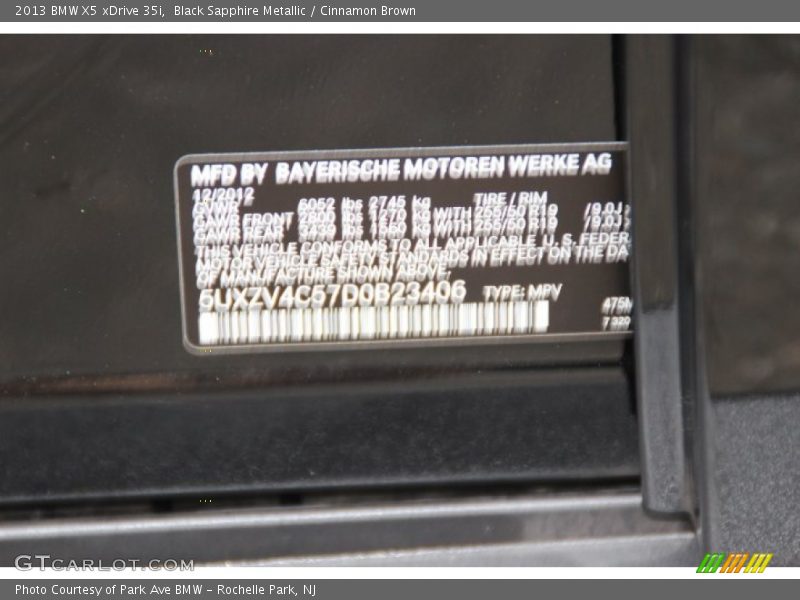 2013 BMW X5 xDrive 35i, Black Sapphire Metallic / Cinnamon Brown
MFD BY BAYERISCHE MOTOREN WERKE AG
12/2012
GVWR 6052 lbs 2745 kg TIRE / RIM
GAWR FRONT 2800 lbs 1270 kg WITH 255/50 R19
GAWR REAR lbs kg WITH 255/50 R19
THIS VEHICLE CONFORMS TO ALL APPLICABLE U. S. FEDER
MOTOR VEHICLE SAFETY STANDARDS IN EFFECT ON THE DA
OF MANUFACTURE SHOWN ABOVE.
5UXZV4C57D0B23406 TYPE: MPV
475
7 329
GTCARLOT.COM
Photo Courtesy of Park Ave BMW – Rochelle Park, NJ